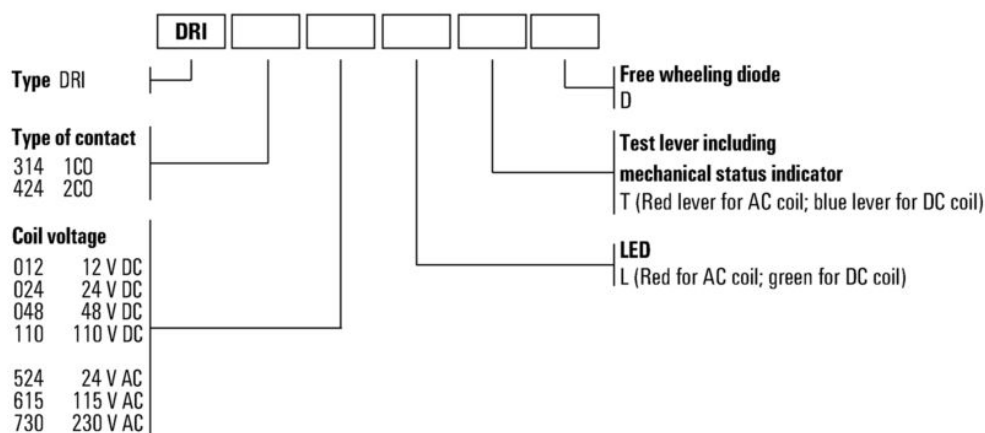 DRI
Type DRI
Type of contact
314 1CO
424 2CO
Coil voltage
012 12 V DC
024 24 V DC
048 48 V DC
110 110 V DC
524 24 V AC
615 115 V AC
730 230 V AC
Free wheeling diode
D
Test lever including
mechanical status indicator
T (Red lever for AC coil; blue lever for DC coil)
LED
L (Red for AC coil; green for DC coil)